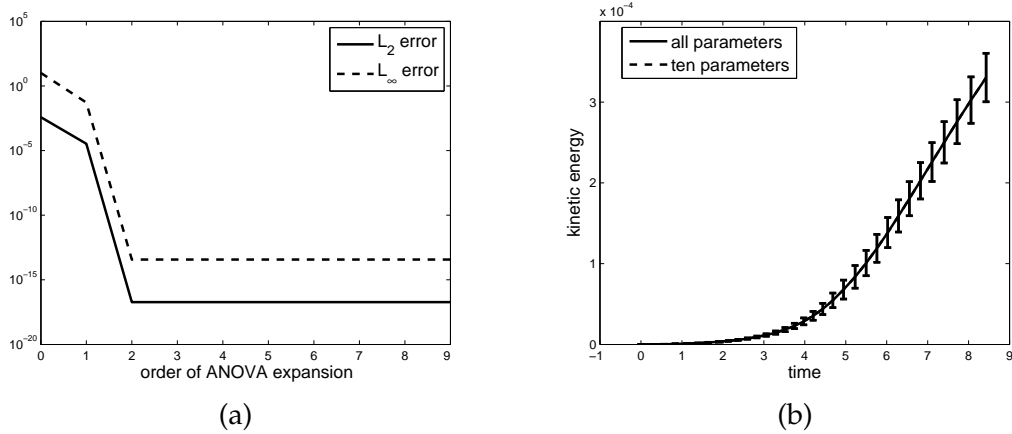 10^5
10^0
10^-5
10^-10
10^-15
10^-20
0 1 2 3 4 5 6 7 8 9
order of ANOVA expansion
L_2 error
L_∞ error
(a)
x 10^-4
3
2
1
0
kinetic energy
-1 0 1 2 3 4 5 6 7 8 9
time
all parameters
ten parameters
(b)